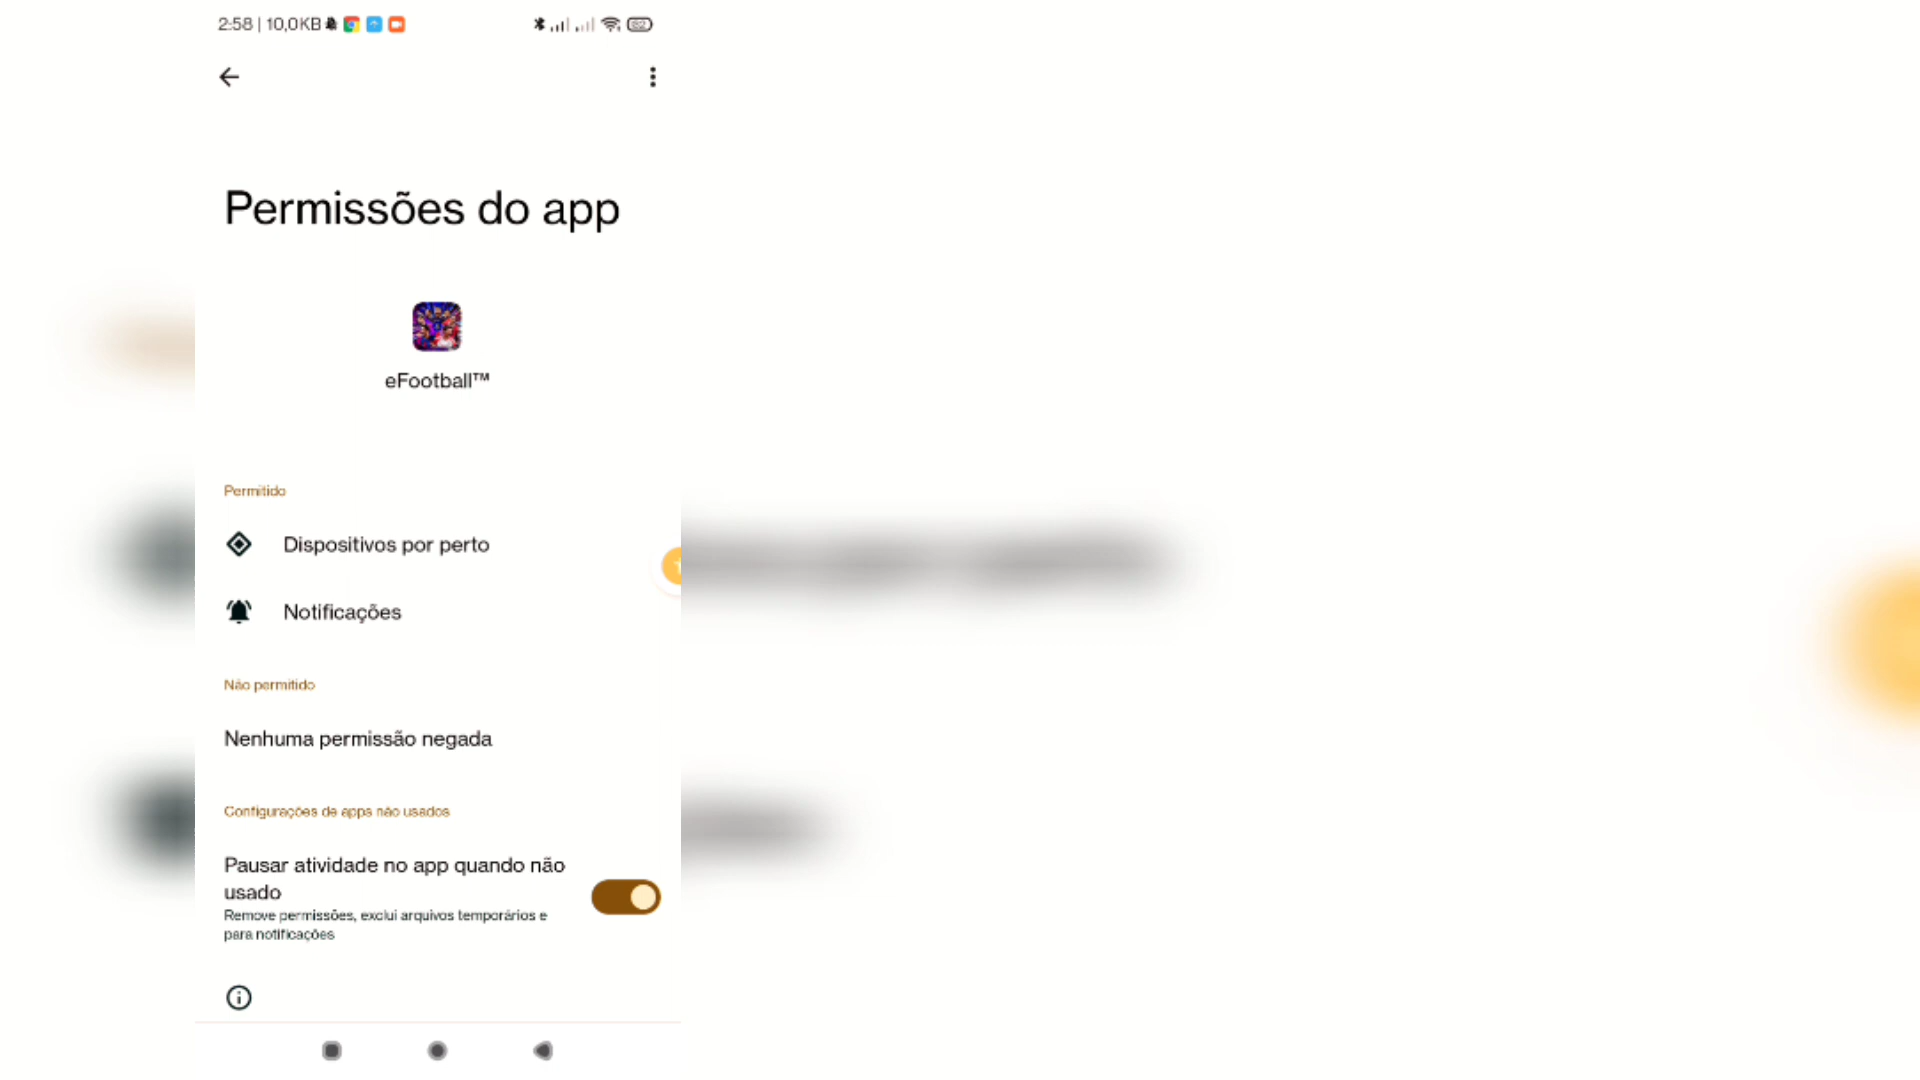 2:58 | 10,0KB
Permissões do app
eFootball™
Permitido
Dispositivos por perto
Notificações
Não permitido
Nenhuma permissão negada
Configurações de apps não usados
Pausar atividade no app quando não
usado
Remove permissões, exclui arquivos temporários e
para notificações